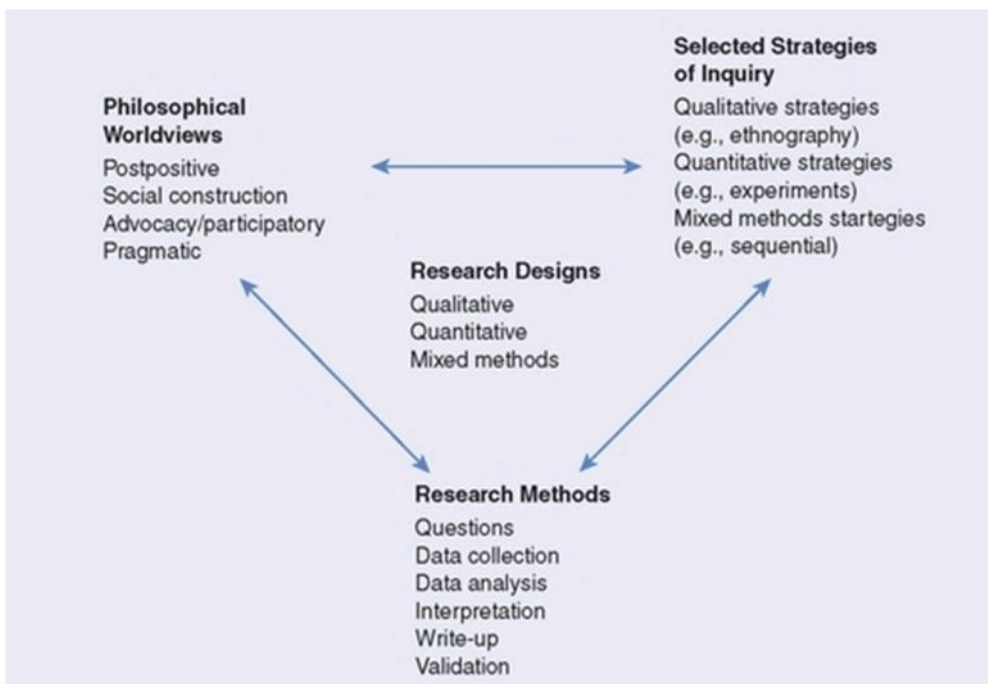 Philosophical
Worldviews
Postpositive
Social construction
Advocacy/participatory
Pragmatic
Selected Strategies
of Inquiry
Qualitative strategies
(e.g., ethnography)
Quantitative strategies
(e.g., experiments)
Mixed methods startegies
(e.g., sequential)
Research Designs
Qualitative
Quantitative
Mixed methods
Research Methods
Questions
Data collection
Data analysis
Interpretation
Write-up
Validation